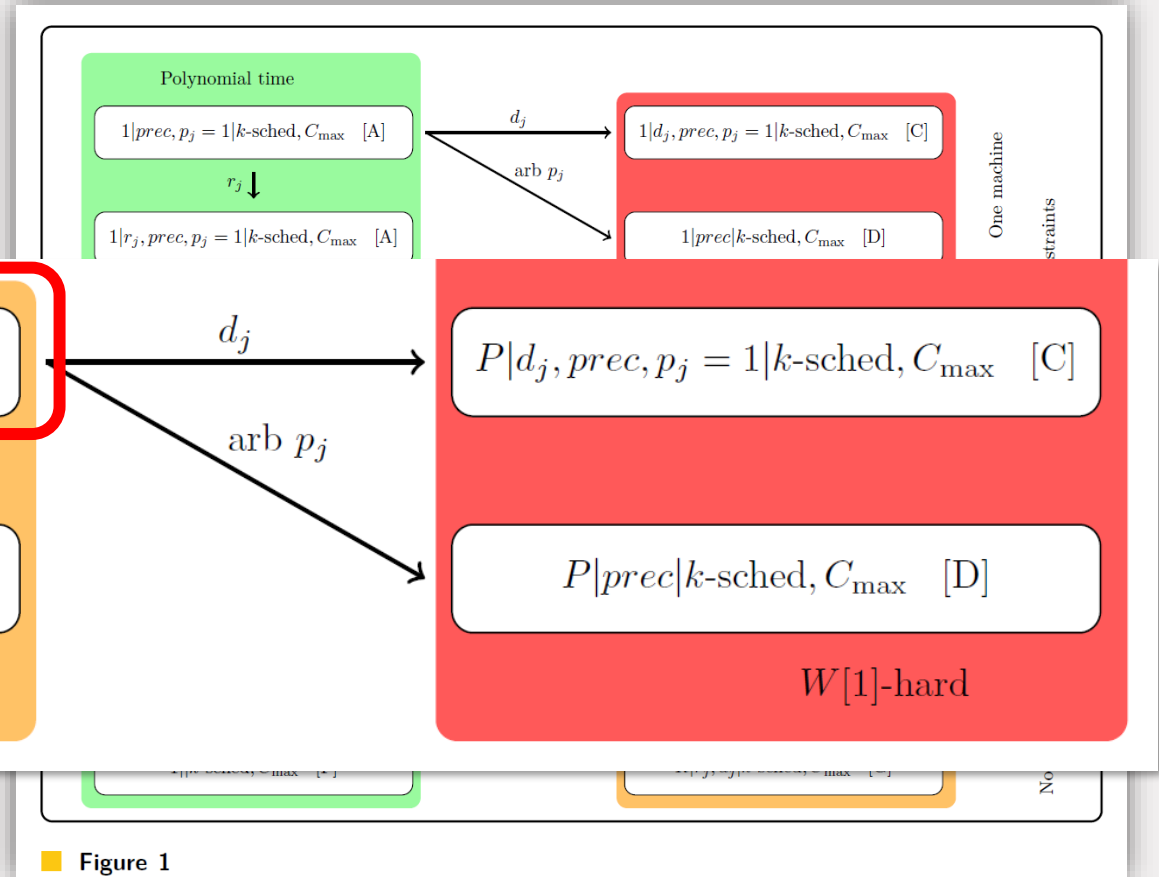 Polynomial time
1|prec, p_j = 1|k-sched, C_max [A]
d_j
1|d_j, prec, p_j = 1|k-sched, C_max [C]
One machine
r_j
arb p_j
1|r_j, prec, p_j = 1|k-sched, C_max [A]
1|prec|k-sched, C_max [D]
straints
d_j
P|d_j, prec, p_j = 1|k-sched, C_max [C]
arb p_j
P|prec|k-sched, C_max [D]
W[1]-hard
No
Figure 1